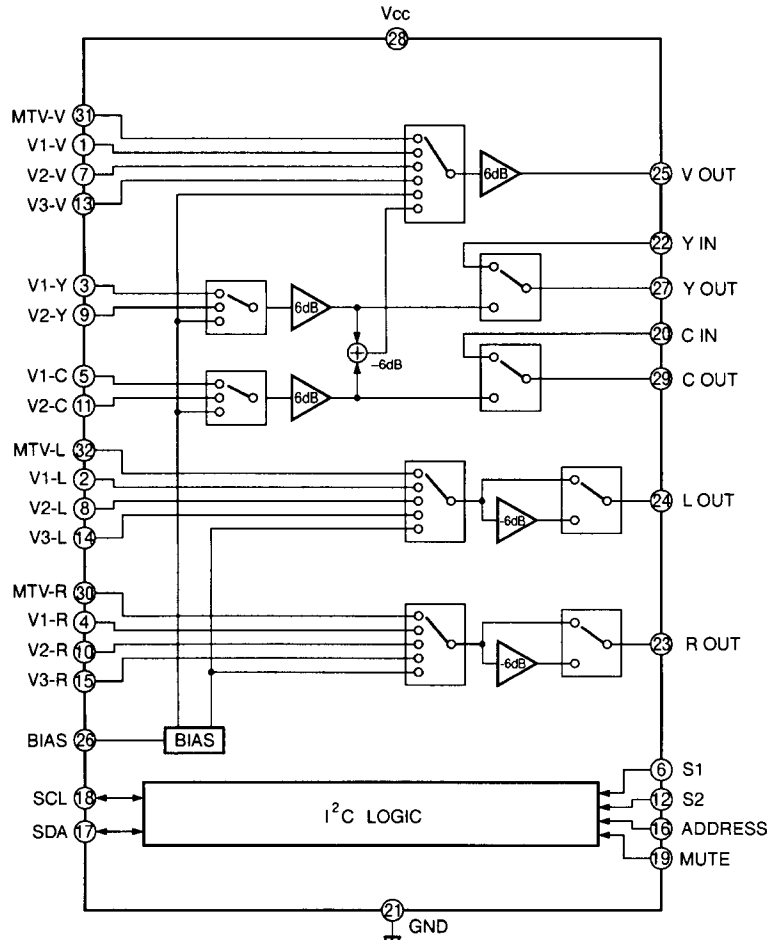 Vcc
28
MTV-V 31
V1-V 1
V2-V 7
V3-V 13
6dB
25 V OUT
22 Y IN
V1-Y 3
V2-Y 9
6dB
27 Y OUT
20 C IN
-6dB
V1-C 5
V2-C 11
6dB
29 C OUT
MTV-L 32
V1-L 2
V2-L 8
V3-L 14
-6dB
24 L OUT
MTV-R 30
V1-R 4
V2-R 10
V3-R 15
-6dB
23 R OUT
BIAS 26
BIAS
SCL 18
SDA 17
I²C LOGIC
6 S1
12 S2
16 ADDRESS
19 MUTE
21
GND